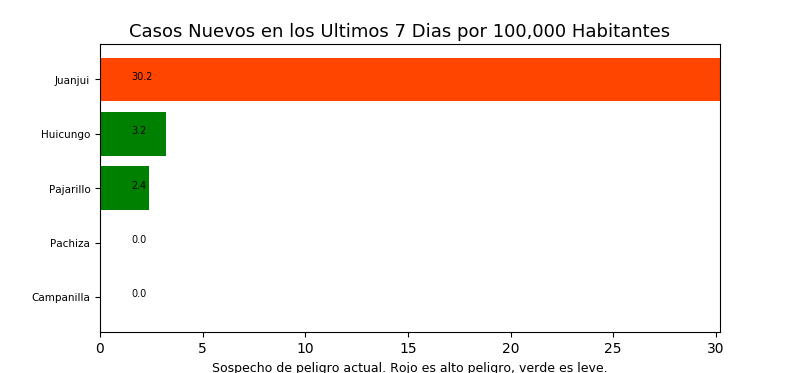 Casos Nuevos en los Ultimos 7 Dias por 100,000 Habitantes
Juanjui 30.2
Huicungo 3.2
Pajarillo 2.4
Pachiza 0.0
Campanilla 0.0
0 5 10 15 20 25 30
Sospecho de peligro actual. Rojo es alto peligro, verde es leve.